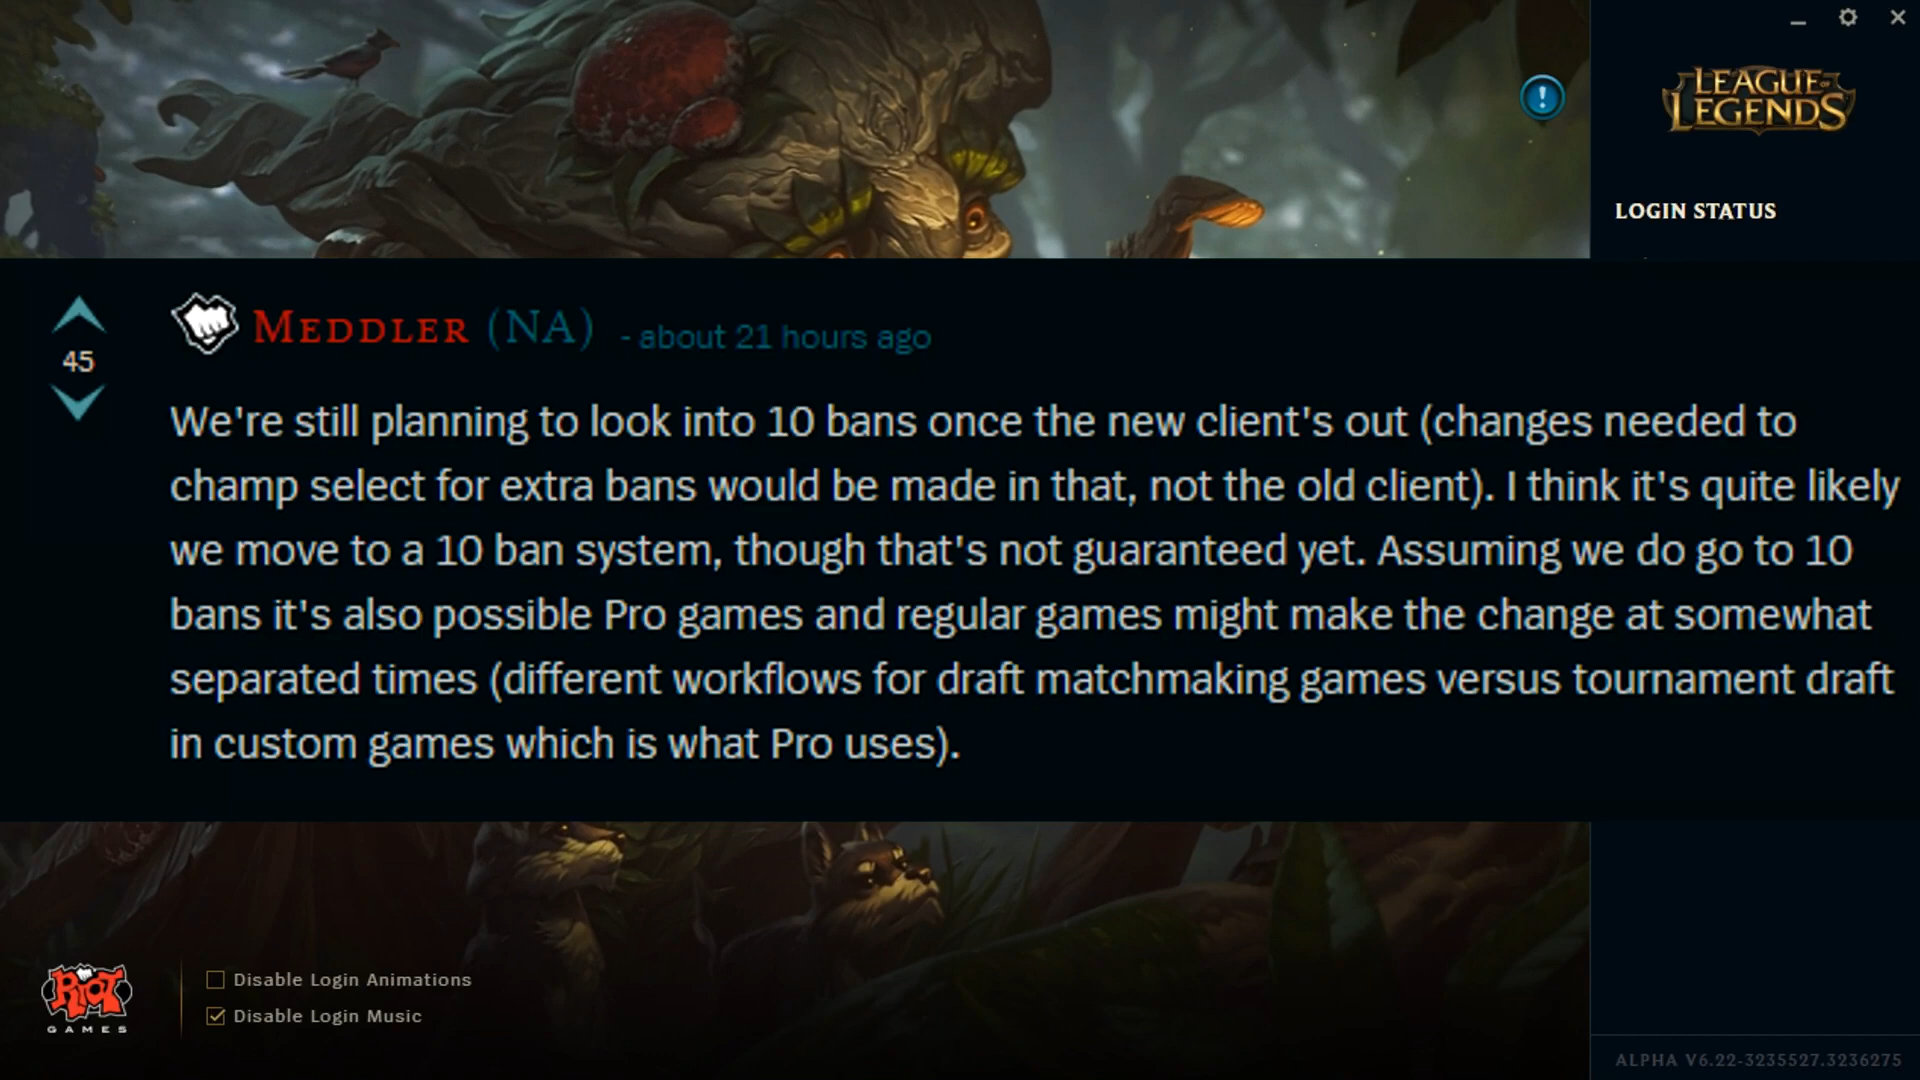 LEAGUE OF
LEGENDS
LOGIN STATUS
45
MEDDLER (NA) - about 21 hours ago
We're still planning to look into 10 bans once the new client's out (changes needed to
champ select for extra bans would be made in that, not the old client). I think it's quite likely
we move to a 10 ban system, though that's not guaranteed yet. Assuming we do go to 10
bans it's also possible Pro games and regular games might make the change at somewhat
separated times (different workflows for draft matchmaking games versus tournament draft
in custom games which is what Pro uses).
RIOT
GAMES
Disable Login Animations
Disable Login Music
ALPHA V6.22-3235527.3236275